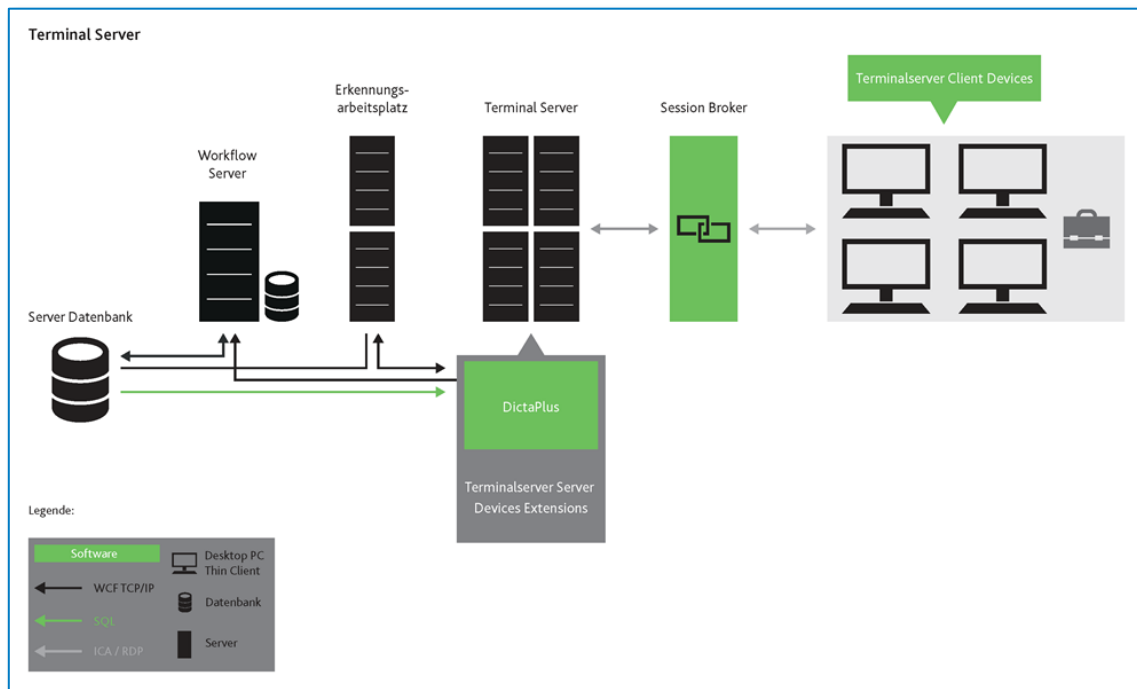 Terminal Server
Erkennungs-
arbeitsplatz
Terminal Server
Session Broker
Terminalserver Client Devices
Workflow
Server
Server Datenbank
DictaPlus
Terminalserver Server
Devices Extensions
Legende:
Software
Desktop PC
Thin Client
WCF TCP/IP
Datenbank
SQL
Server
ICA / RDP